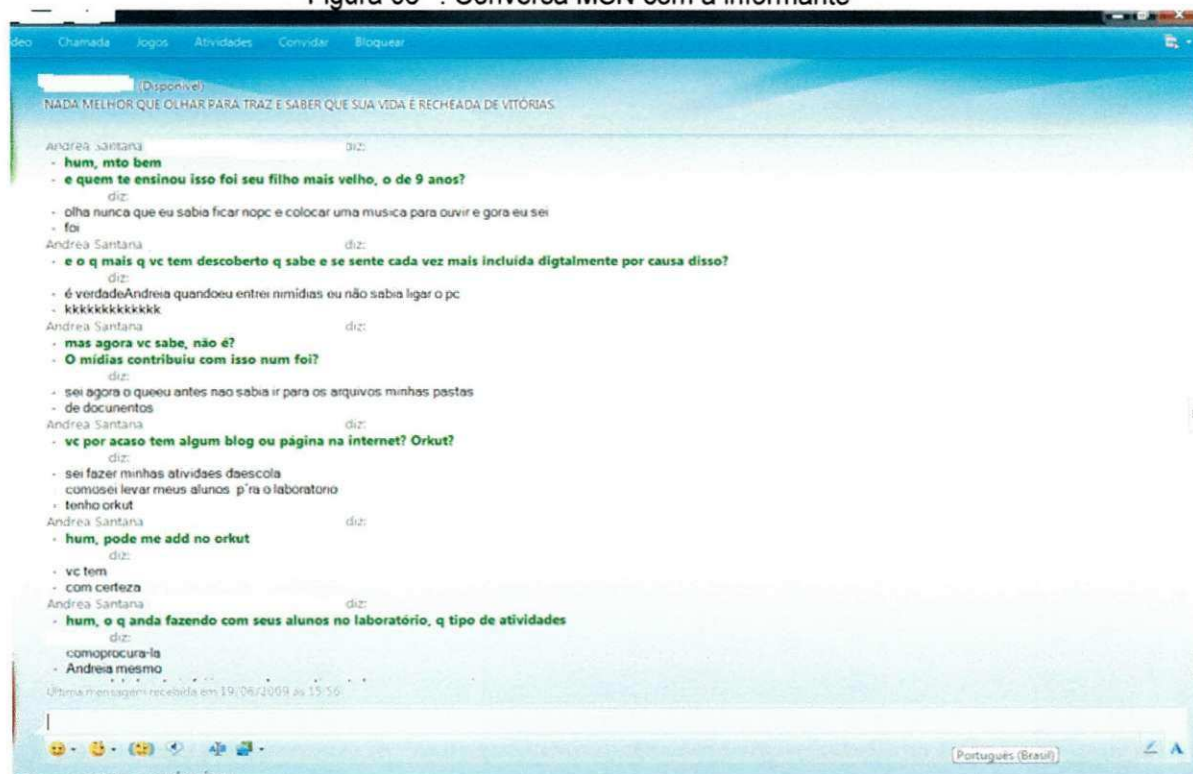 : Conversa MSN com a informante
deo Chamada Jogos Atividades Convidar Bloquear
(Disponível)
NADA MELHOR QUE OLHAR PARA TRAZ E SABER QUE SUA VIDA É RECHEADA DE VITÓRIAS.
Andrea Santana diz:
- hum, mto bem
- e quem te ensinou isso foi seu filho mais velho, o de 9 anos?
diz:
- olha nunca que eu sabia ficar nopc e colocar uma musica para ouvir e gora eu sei
- foi
Andrea Santana diz:
- e o q mais q vc tem descoberto q sabe e se sente cada vez mais incluída digtalmente por causa disso?
diz:
- é verdadeAndreia quandoeu entrei nimídias eu não sabia ligar o pc
- kkkkkkkkkkkkk
Andrea Santana diz:
- mas agora vc sabe, não é?
- O mídias contribuiu com isso num foi?
diz:
- sei agora o queeu antes nao sabia ir para os arquivos minhas pastas
- de docunentos
Andrea Santana diz:
- vc por acaso tem algum blog ou página na internet? Orkut?
diz:
- sei fazer minhas ativídaes daescola
comosei levar meus alunos p´ra o laboratorio
- tenho orkut
Andrea Santana diz:
- hum, pode me add no orkut
diz:
- vc tem
- com certeza
Andrea Santana diz:
- hum, o q anda fazendo com seus alunos no laboratório, q tipo de atividades
diz:
comoprocura-la
- Andreia mesmo
Última mensagem recebida em 19/06/2009 às 15:56
Português (Brasil)